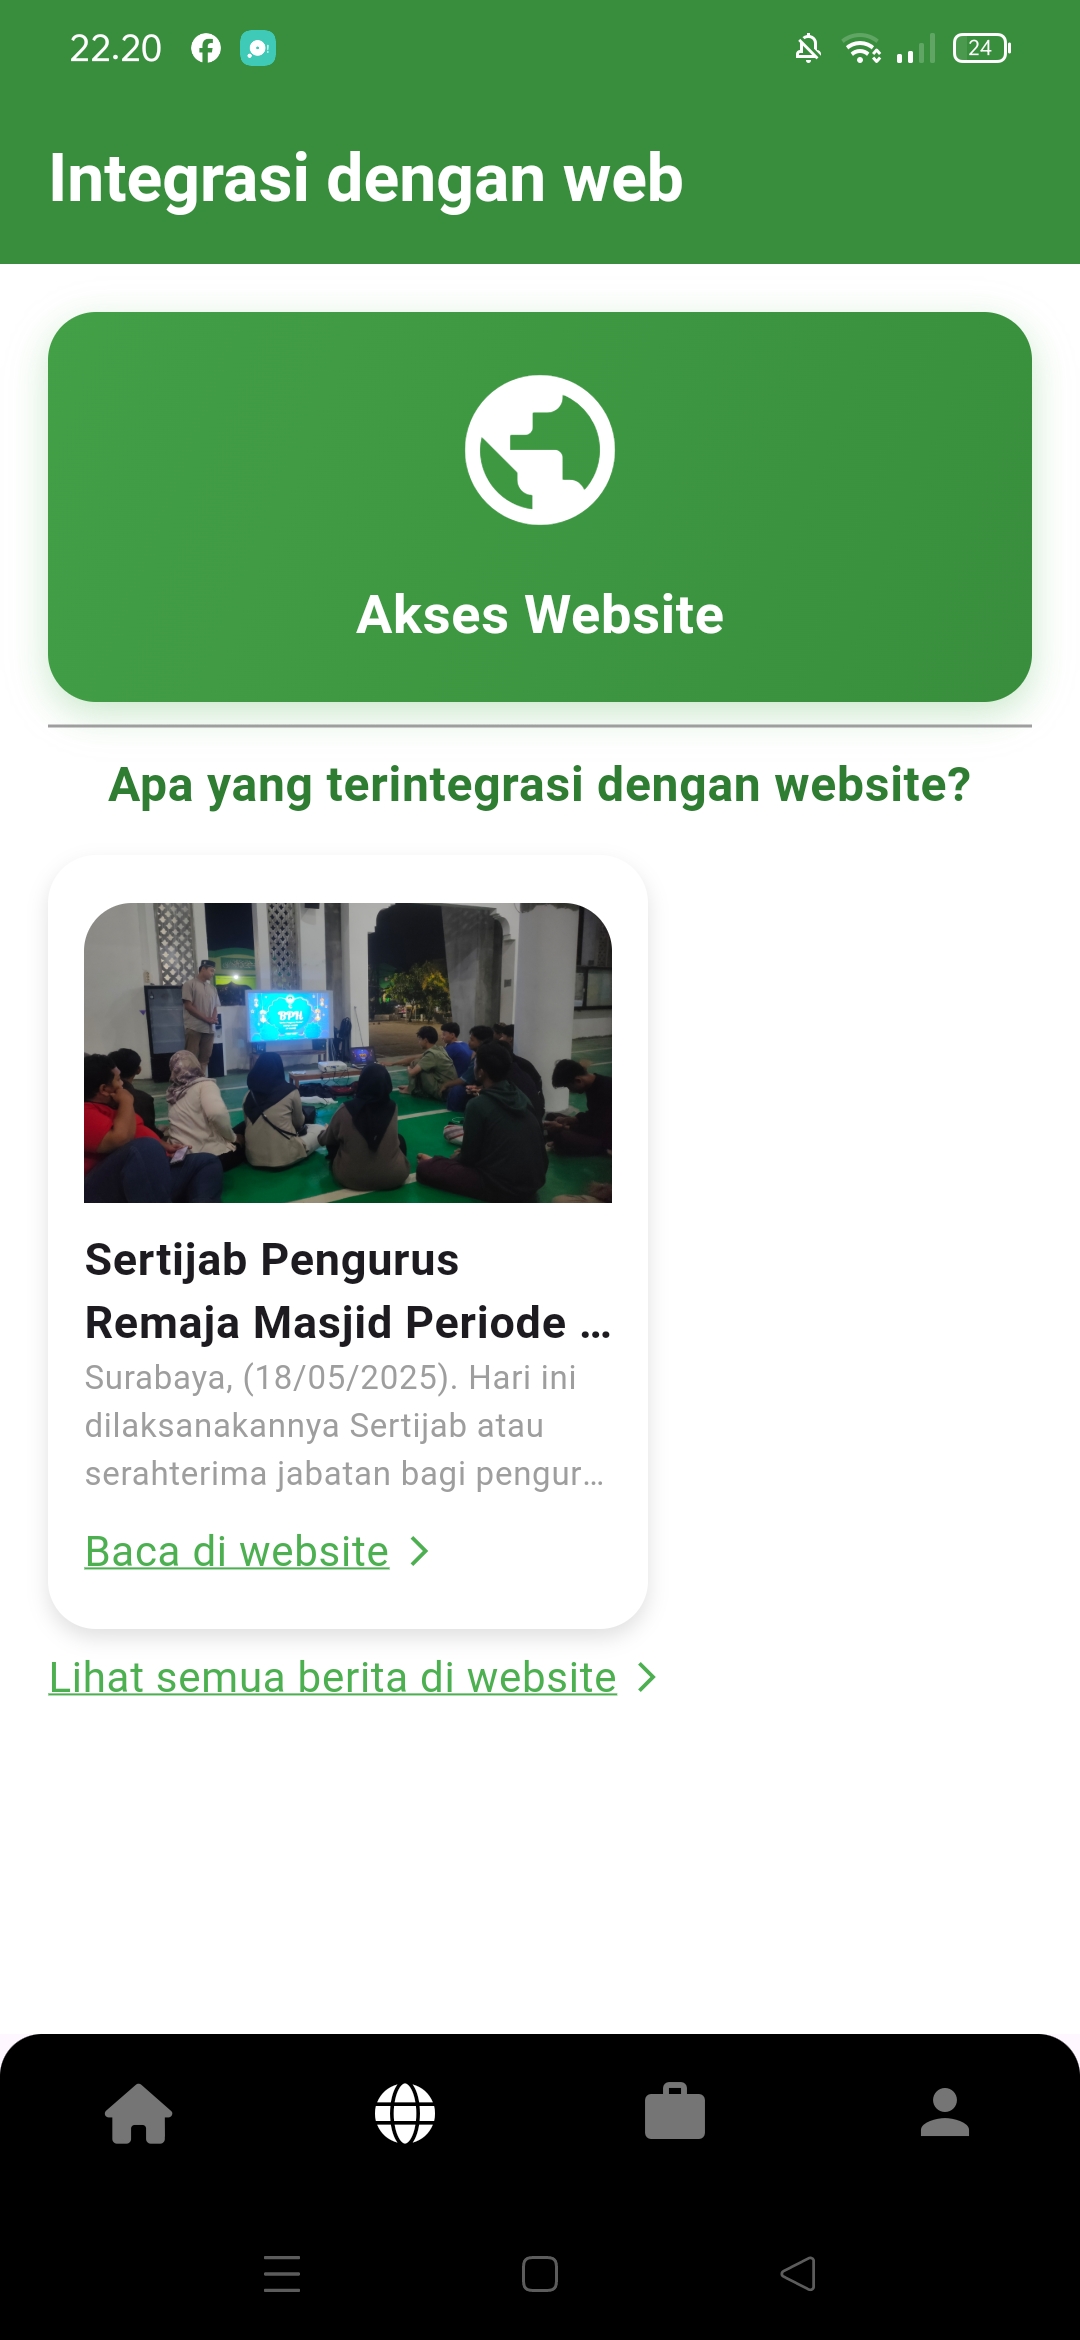 22.20
24
Integrasi dengan web
Akses Website
Apa yang terintegrasi dengan website?
BPH
Sertijab Pengurus
Remaja Masjid Periode ...
Surabaya, (18/05/2025). Hari ini
dilaksanakannya Sertijab atau
serahterima jabatan bagi pengur...
Baca di website
Lihat semua berita di website